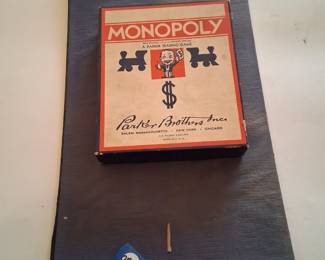 MONOPOLY
A PARKER TRADING GAME
$
Parker Brothers Inc.
SALEM, MASSACHUSETTS • NEW YORK • CHICAGO